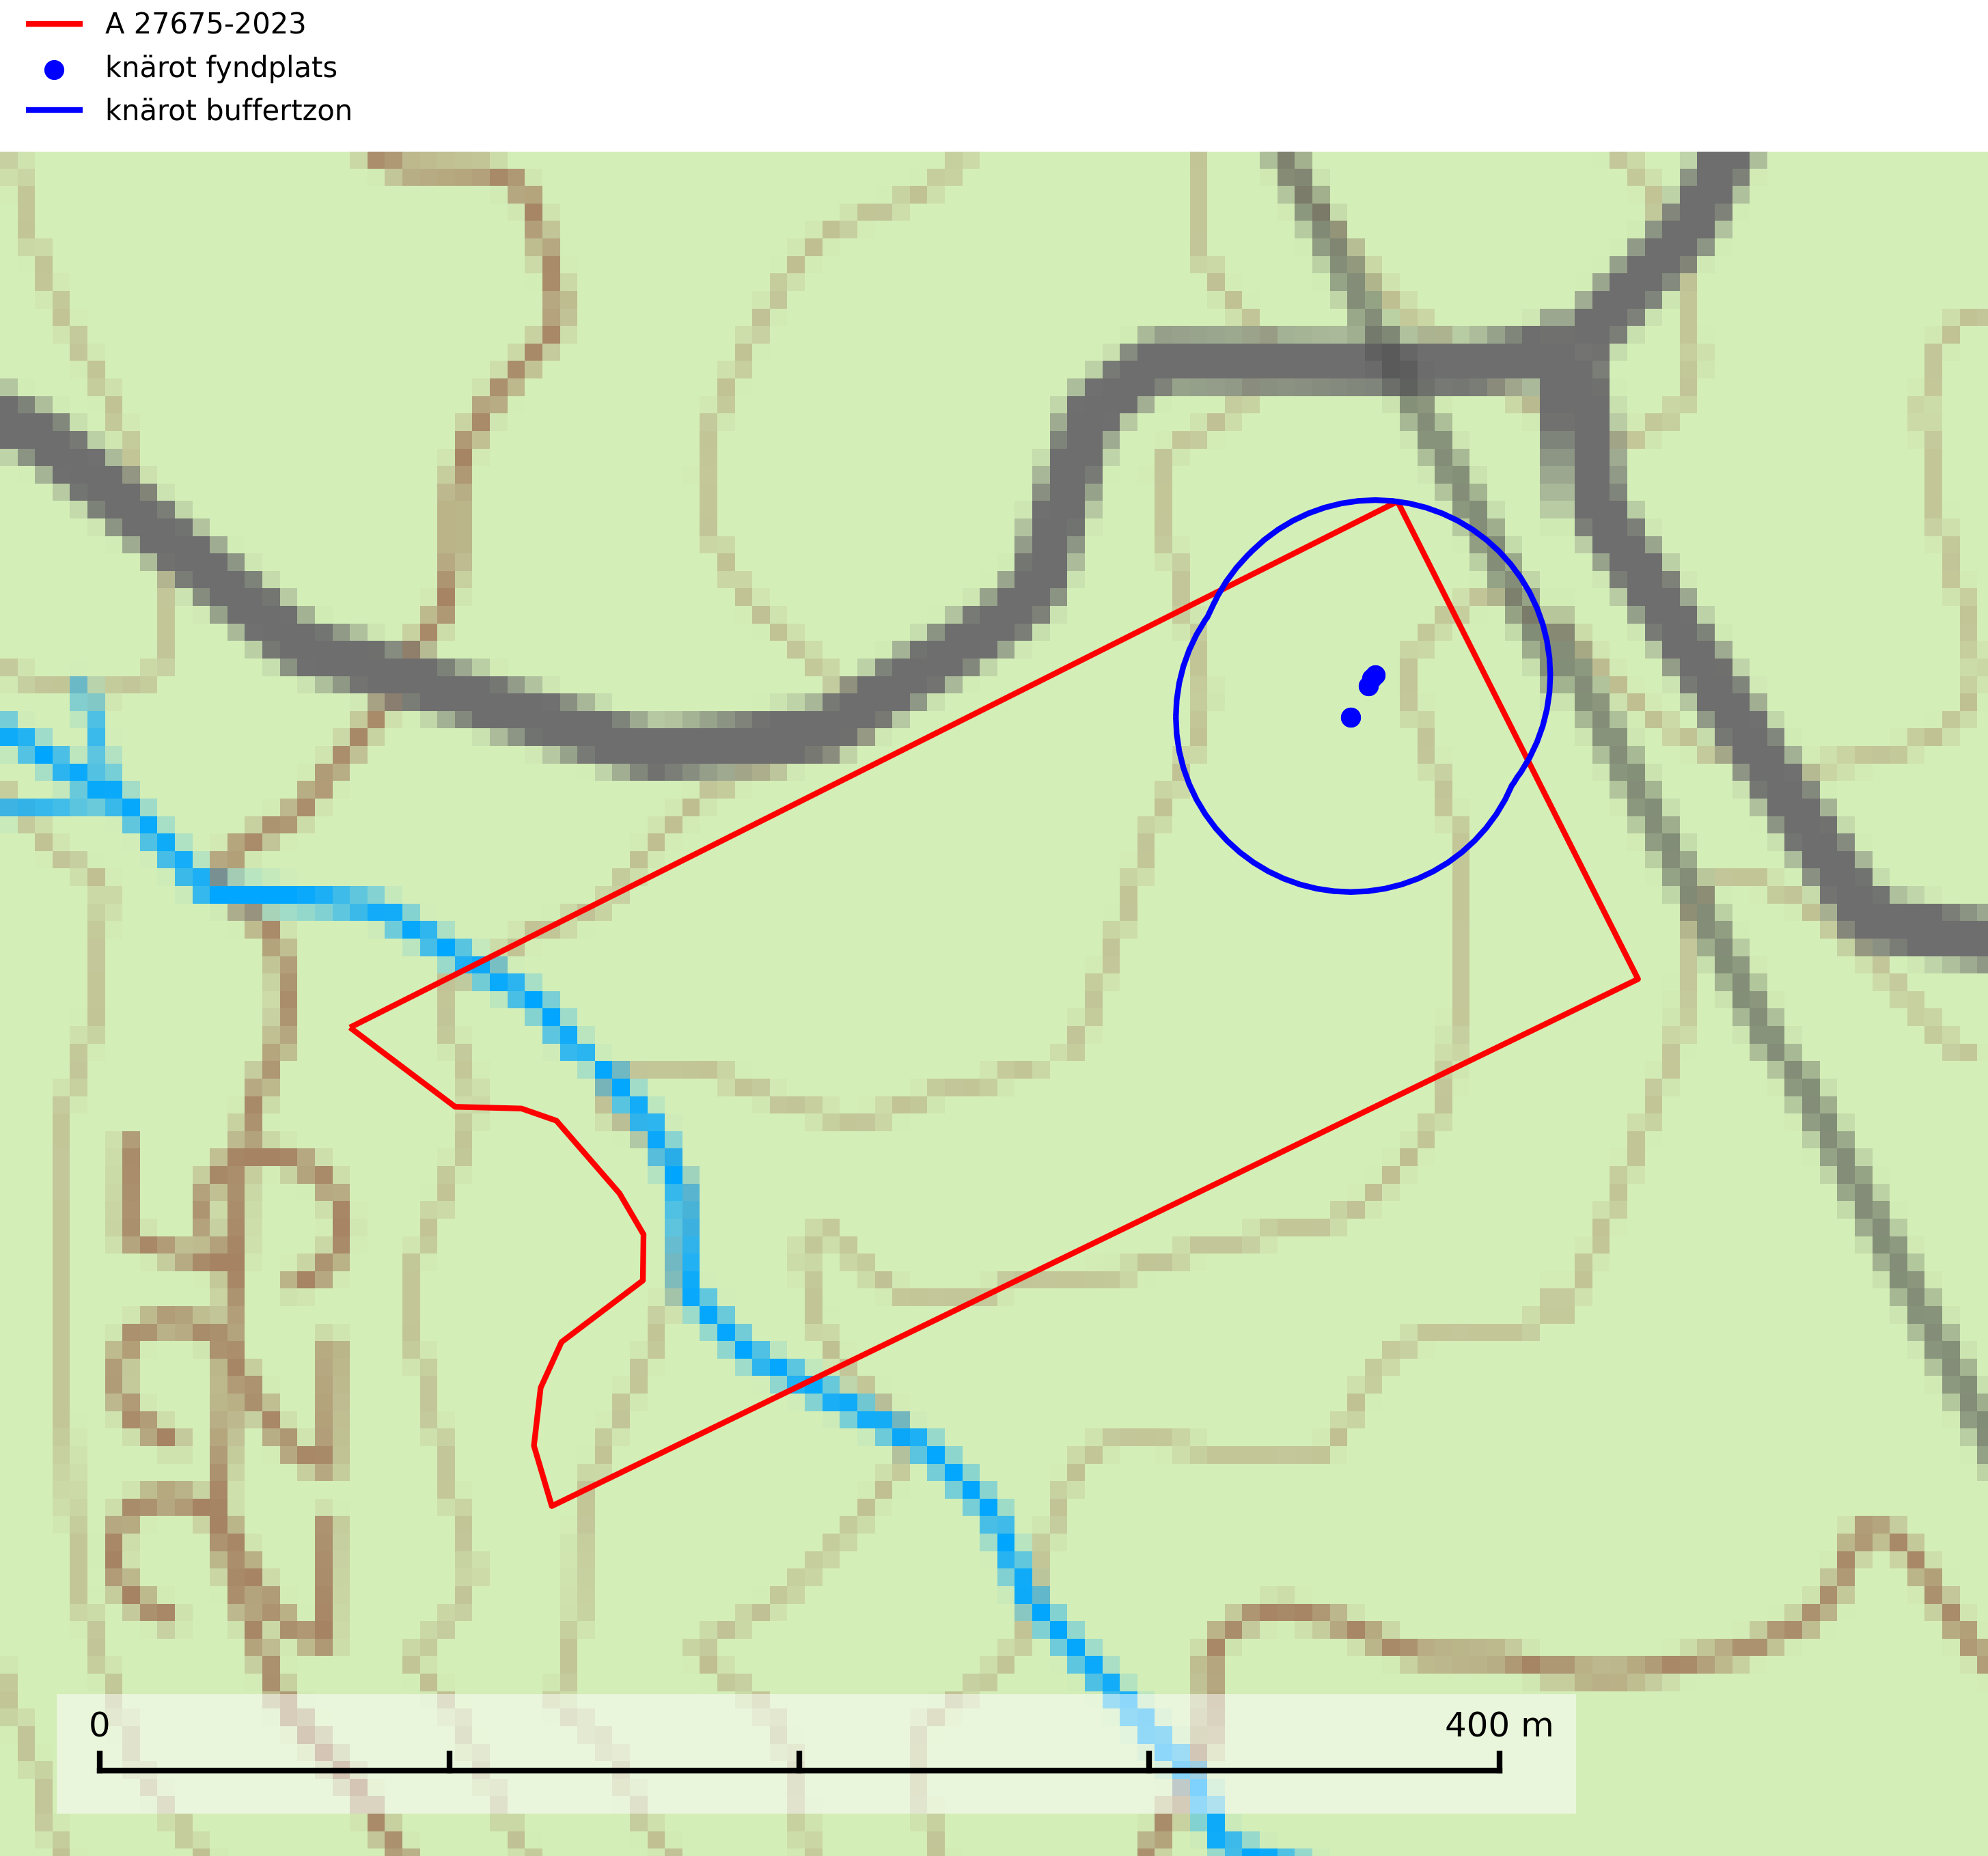 A 27675-2023
knärot fyndplats
knärot buffertzon
0
400 m